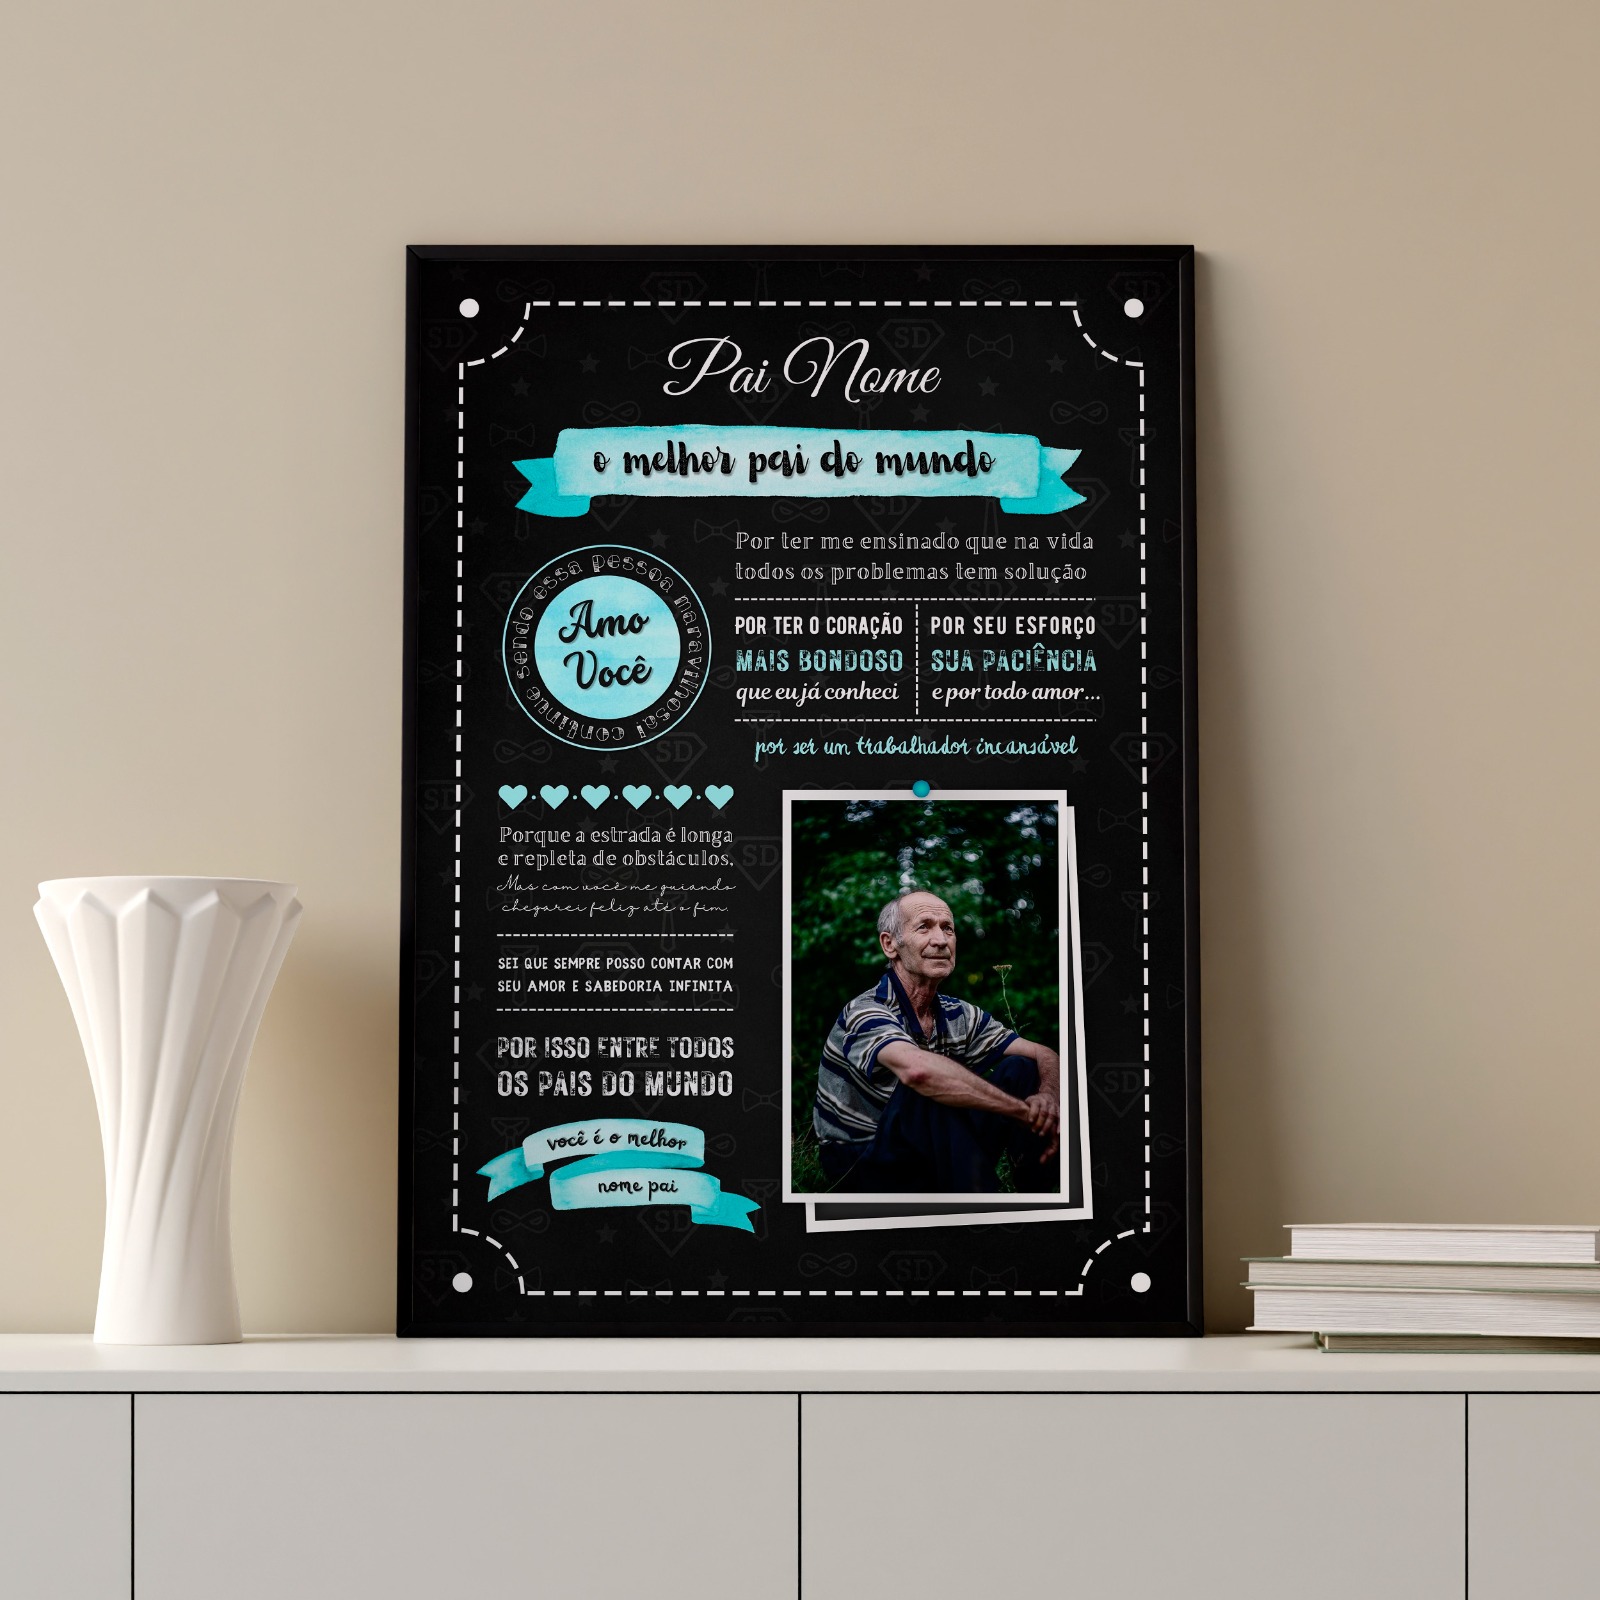 Pai Nome
o melhor pai do mundo
continue sendo essa pessoa maravilhosa!
Amo
Você
Por ter me ensinado que na vida
todos os problemas tem solução
POR TER O CORAÇÃO
MAIS BONDOSO
que eu já conheci
POR SEU ESFORÇO
SUA PACIÊNCIA
e por todo amor...
por ser um trabalhador incansável
Porque a estrada é longa
e repleta de obstáculos,
Mas com você me guiando
chegarei feliz até o fim.
SEI QUE SEMPRE POSSO CONTAR COM
SEU AMOR E SABEDORIA INFINITA
POR ISSO ENTRE TODOS
OS PAIS DO MUNDO
você é o melhor
nome pai
SD